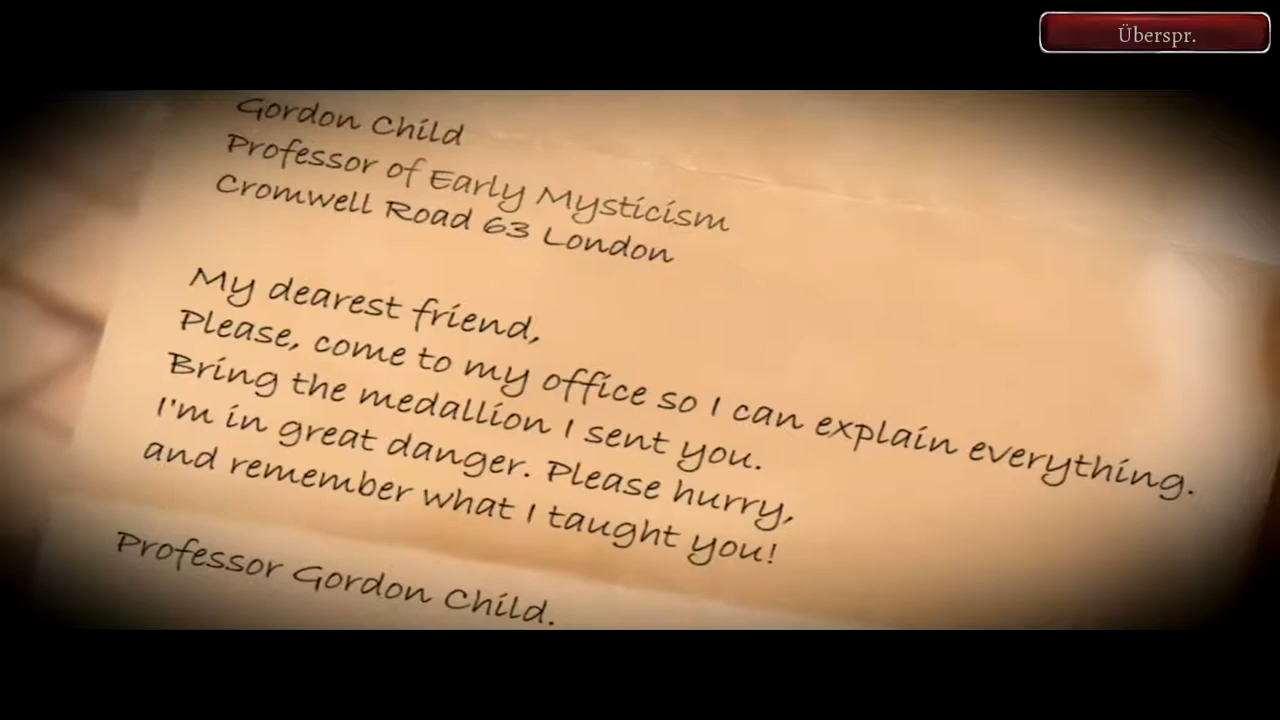 Überspr.
Gordon Child
Professor of Early Mysticism
Cromwell Road 63 London
My dearest friend,
Please, come to my office so I can explain everything.
Bring the medallion I sent you.
I'm in great danger. Please hurry,
and remember what I taught you!
Professor Gordon Child.